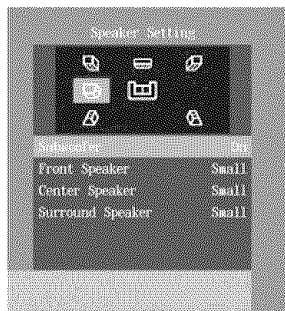 Speaker Setting
Subwoofer On
Front Speaker Small
Center Speaker Small
Surround Speaker Small